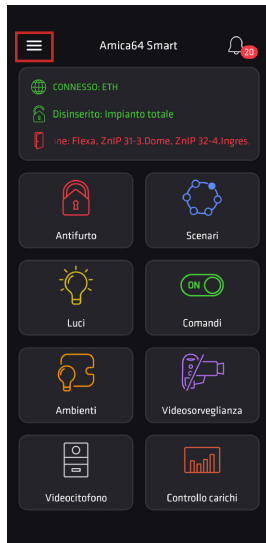 Amica64 Smart
20
CONNESSO: ETH
Disinserito: Impianto totale
ne: Flexa, ZnIP 31-3.Dome, ZnIP 32-4.Ingres.
Antifurto
Scenari
ON
Luci
Comandi
Ambienti
Videosorveglianza
Videocitofono
Controllo carichi